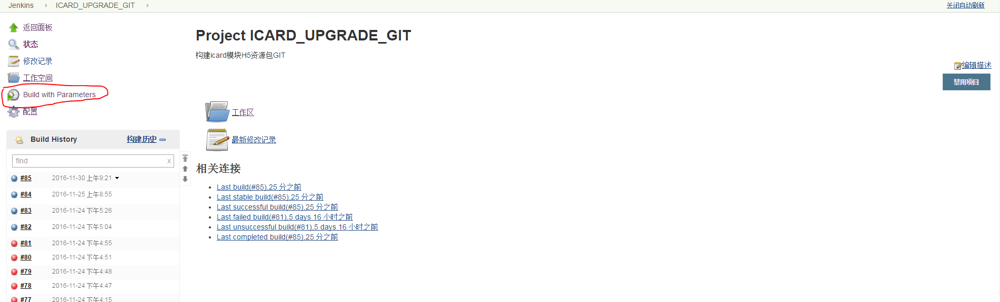 Jenkins ICARD_UPGRADE_GIT 关闭自动刷新
返回面板
状态
修改记录
工作空间
Build with Parameters
配置
Project ICARD_UPGRADE_GIT
构建icard模块H5资源包GIT
编辑描述
禁用项目
工作区
最新修改记录
相关连接
Last build(#85),25 分之前
Last stable build(#85),25 分之前
Last successful build(#85),25 分之前
Last failed build(#81),5 days 16 小时之前
Last unsuccessful build(#81),5 days 16 小时之前
Last completed build(#85),25 分之前
Build History 构建历史
find x
#85 2016-11-30 上午9:21
#84 2016-11-25 上午8:55
#83 2016-11-24 下午5:26
#82 2016-11-24 下午5:04
#81 2016-11-24 下午4:55
#80 2016-11-24 下午4:51
#79 2016-11-24 下午4:48
#78 2016-11-24 下午4:47
#77 2016-11-24 下午4:15